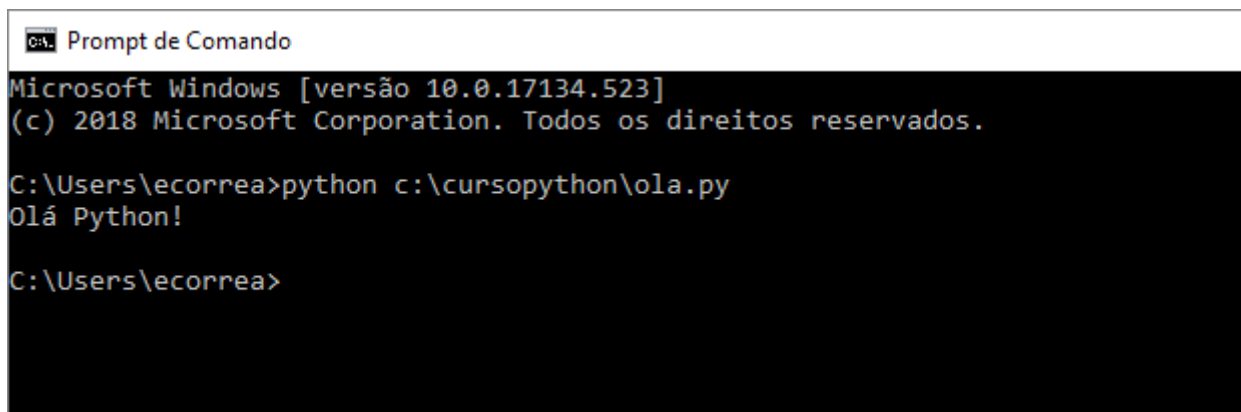 Prompt de Comando
Microsoft Windows [versão 10.0.17134.523]
(c) 2018 Microsoft Corporation. Todos os direitos reservados.
C:\Users\ecorrea>python c:\cursopython\ola.py
Olá Python!
C:\Users\ecorrea>